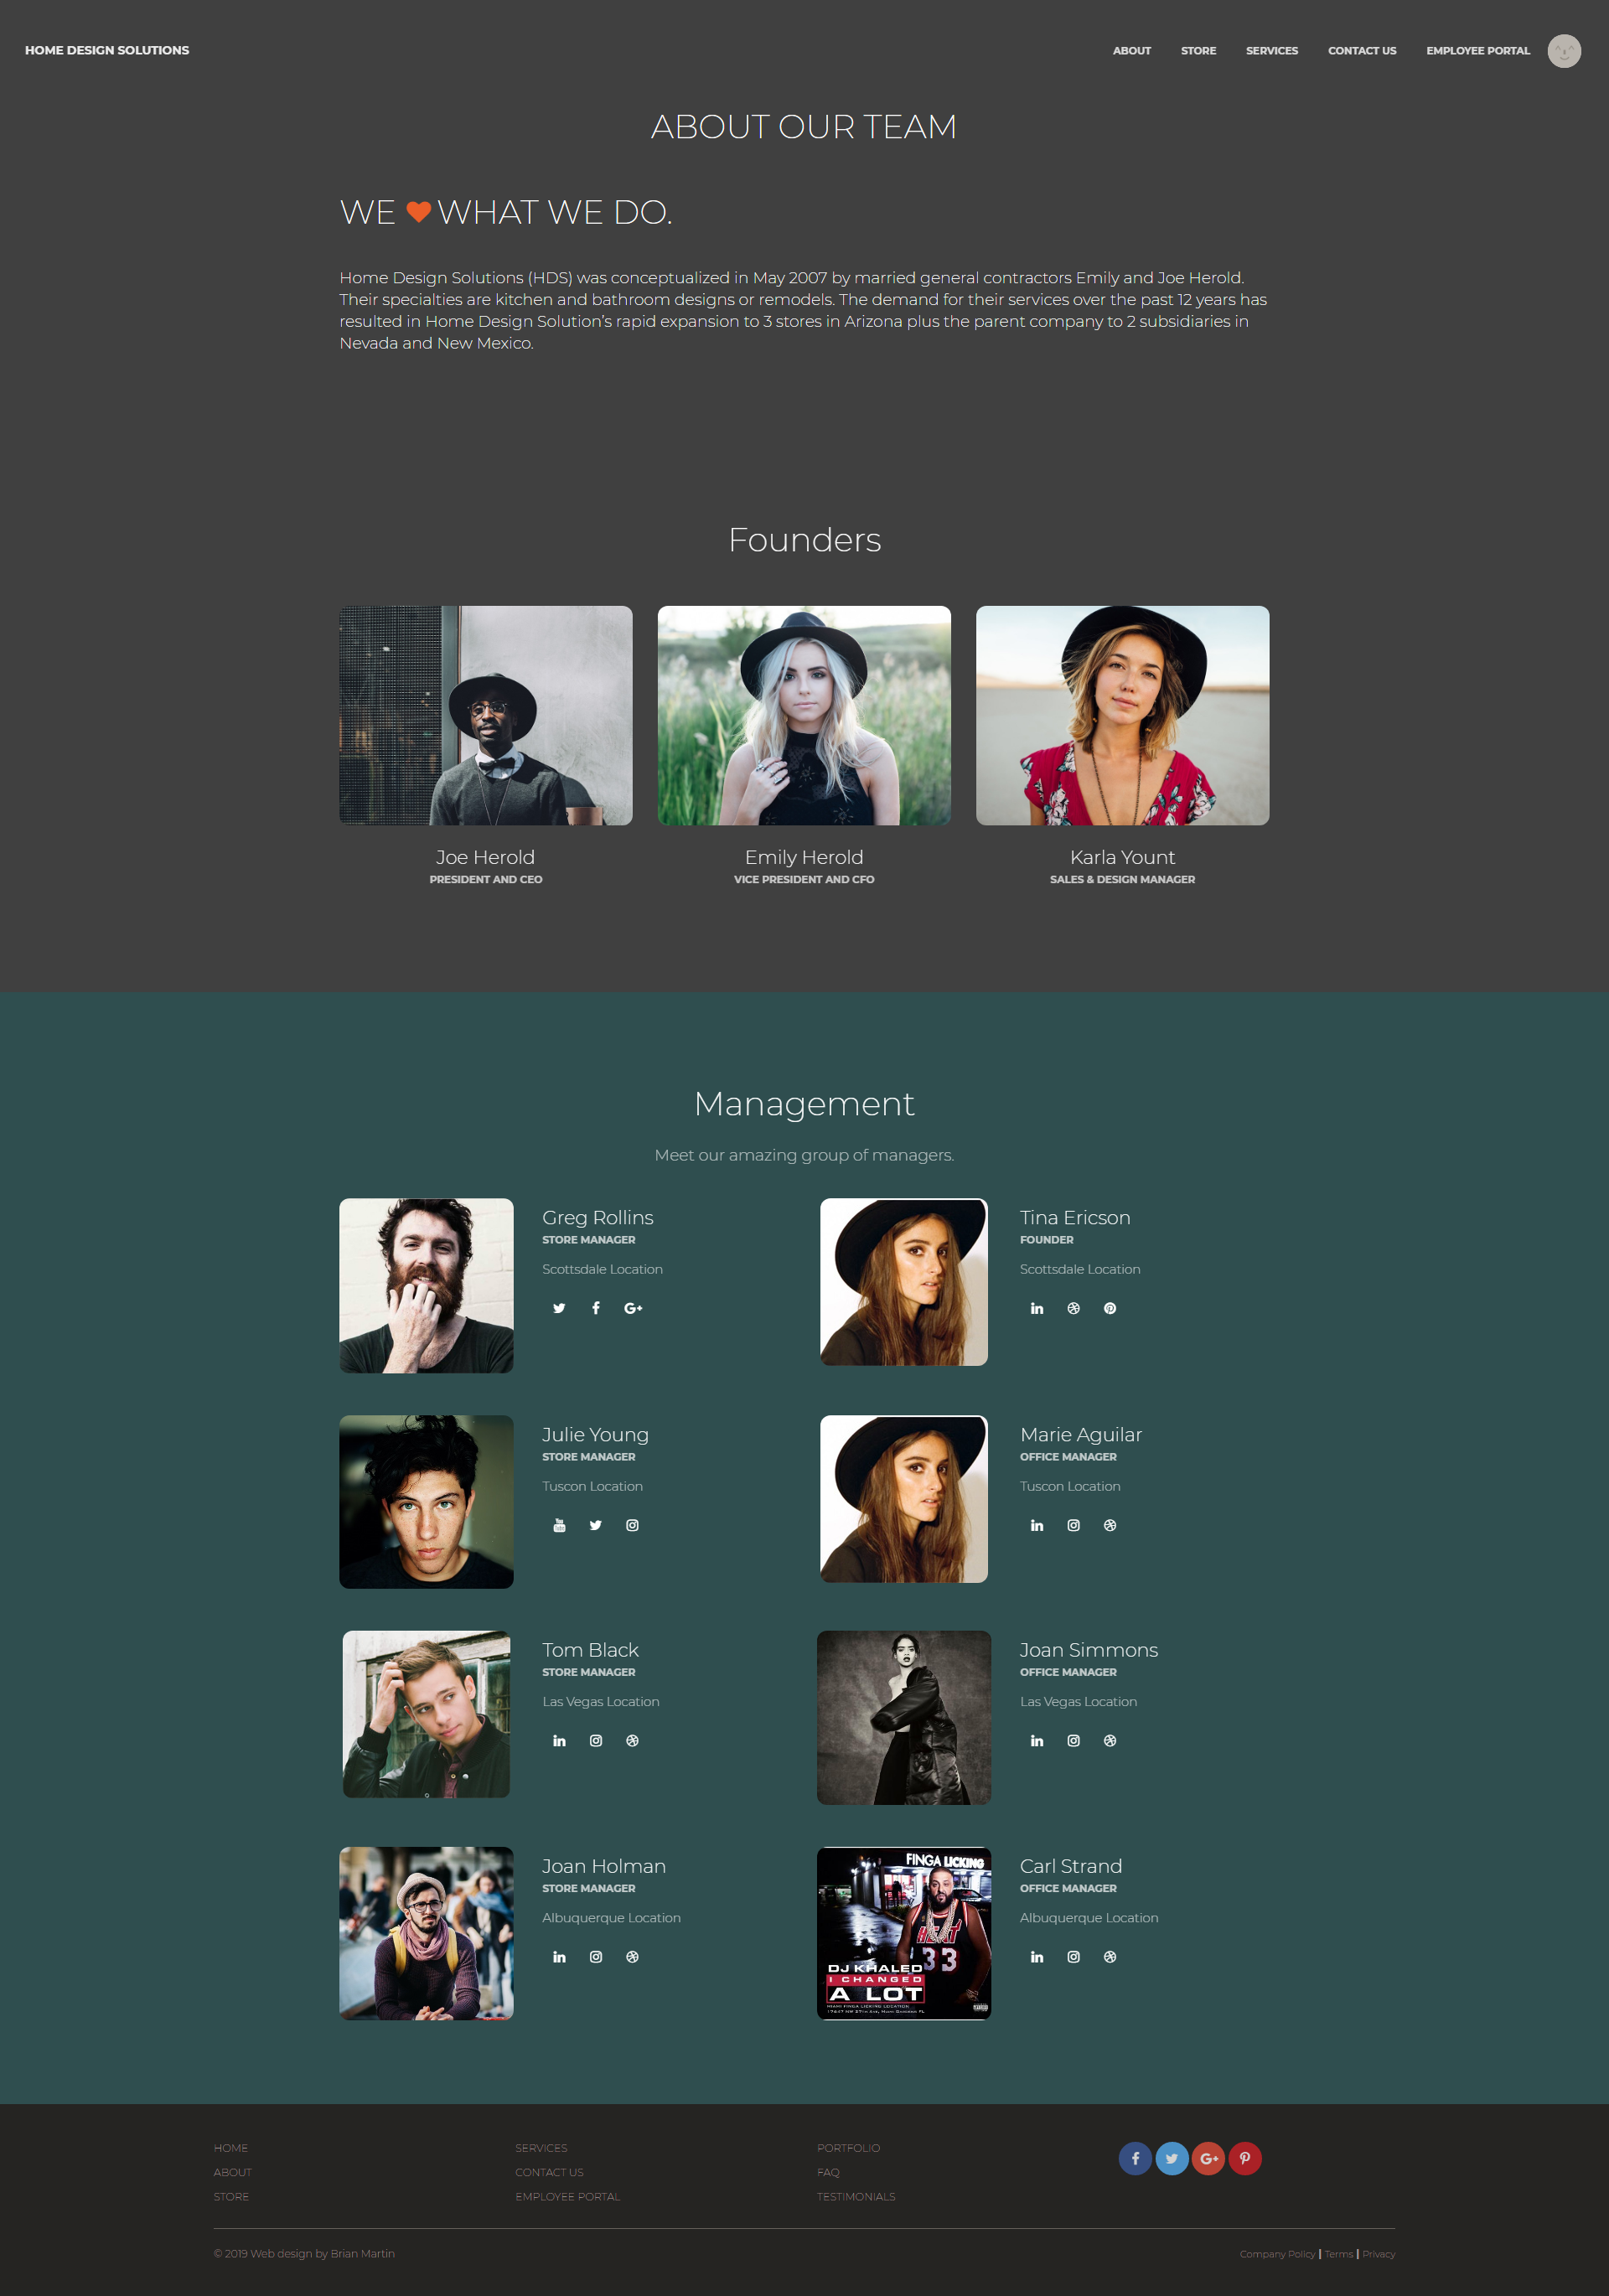 HOME DESIGN SOLUTIONS
ABOUT STORE SERVICES CONTACT US EMPLOYEE PORTAL
ABOUT OUR TEAM
WE WHAT WE DO.
Home Design Solutions (HDS) was conceptualized in May 2007 by married general contractors Emily and Joe Herold.
Their specialties are kitchen and bathroom designs or remodels. The demand for their services over the past 12 years has
resulted in Home Design Solution's rapid expansion to 3 stores in Arizona plus the parent company to 2 subsidiaries in
Nevada and New Mexico.
Founders
Joe Herold
PRESIDENT AND CEO
Emily Herold
VICE PRESIDENT AND CFO
Karla Yount
SALES & DESIGN MANAGER
Management
Meet our amazing group of managers.
Greg Rollins
STORE MANAGER
Scottsdale Location
Tina Ericson
FOUNDER
Scottsdale Location
Julie Young
STORE MANAGER
Tuscon Location
Marie Aguilar
OFFICE MANAGER
Tuscon Location
Tom Black
STORE MANAGER
Las Vegas Location
Joan Simmons
OFFICE MANAGER
Las Vegas Location
Joan Holman
STORE MANAGER
Albuquerque Location
FINGA LICKING
HEAT
33
DJ KHALED
I CHANGED
A LOT
MIAMI FINGA LICKING LOCATION
Carl Strand
OFFICE MANAGER
Albuquerque Location
HOME
ABOUT
STORE
SERVICES
CONTACT US
EMPLOYEE PORTAL
PORTFOLIO
FAQ
TESTIMONIALS
© 2019 Web design by Brian Martin
Company Policy | Terms | Privacy